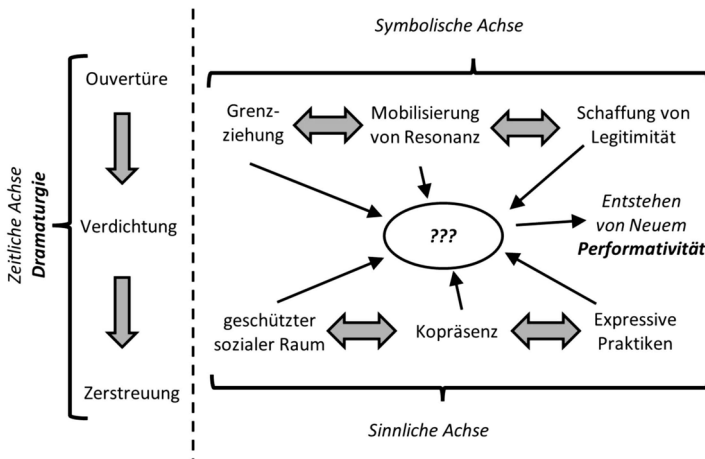 Zeitliche Achse
Dramaturgie
Ouvertüre
Verdichtung
Zerstreuung
Symbolische Achse
Grenz-
ziehung
Mobilisierung
von Resonanz
Schaffung von
Legitimität
???
Entstehen
von Neuem
Performativität
geschützter
sozialer Raum
Kopräsenz
Expressive
Praktiken
Sinnliche Achse